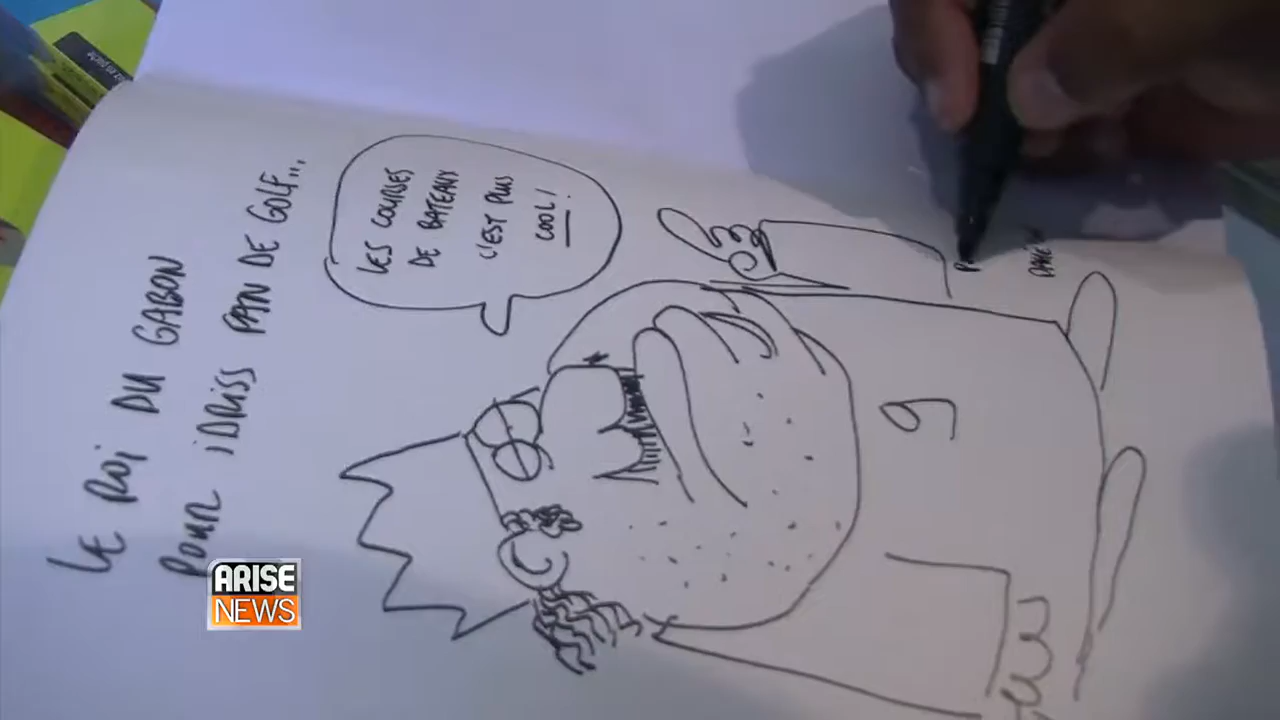 LE ROI DU GABON
POUR IDRISS FAN DE GOLF..
LES COURSES
DE BATEAUX
C'EST PLUS
COOL!
ARISE
NEWS